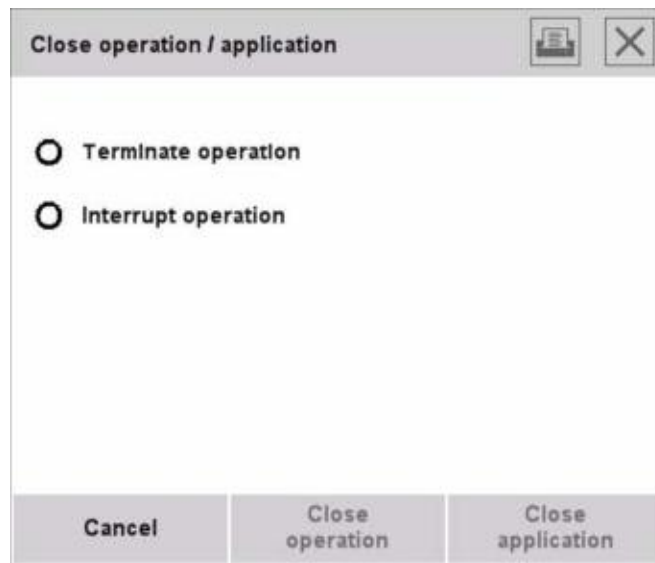 Close operation / application
Terminate operation
Interrupt operation
Cancel
Close
operation
Close
application